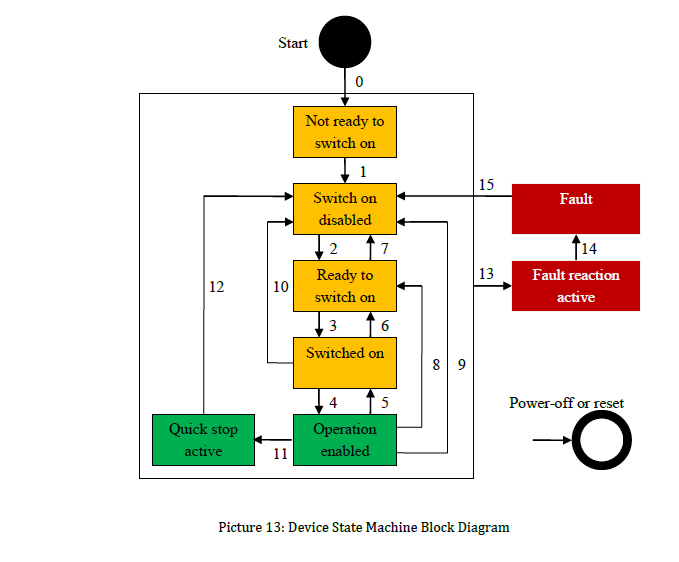 Start
0
Not ready to
switch on
1
15
Switch on
disabled
Fault
2
7
14
12
10
Ready to
switch on
13
Fault reaction
active
3
6
Switched on
8
9
4
5
Power-off or reset
Quick stop
active
11
Operation
enabled
Picture 13: Device State Machine Block Diagram